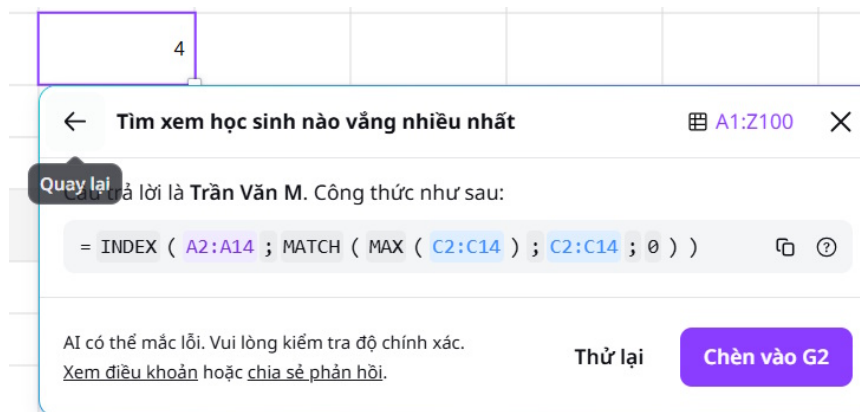 4
Tìm xem học sinh nào vắng nhiều nhất
A1:Z100
Quay lại
trả lời là Trần Văn M. Công thức như sau:
= INDEX ( A2:A14 ; MATCH ( MAX ( C2:C14 ) ; C2:C14 ; 0 ) )
AI có thể mắc lỗi. Vui lòng kiểm tra độ chính xác.
Xem điều khoản hoặc chia sẻ phản hồi.
Thử lại
Chèn vào G2